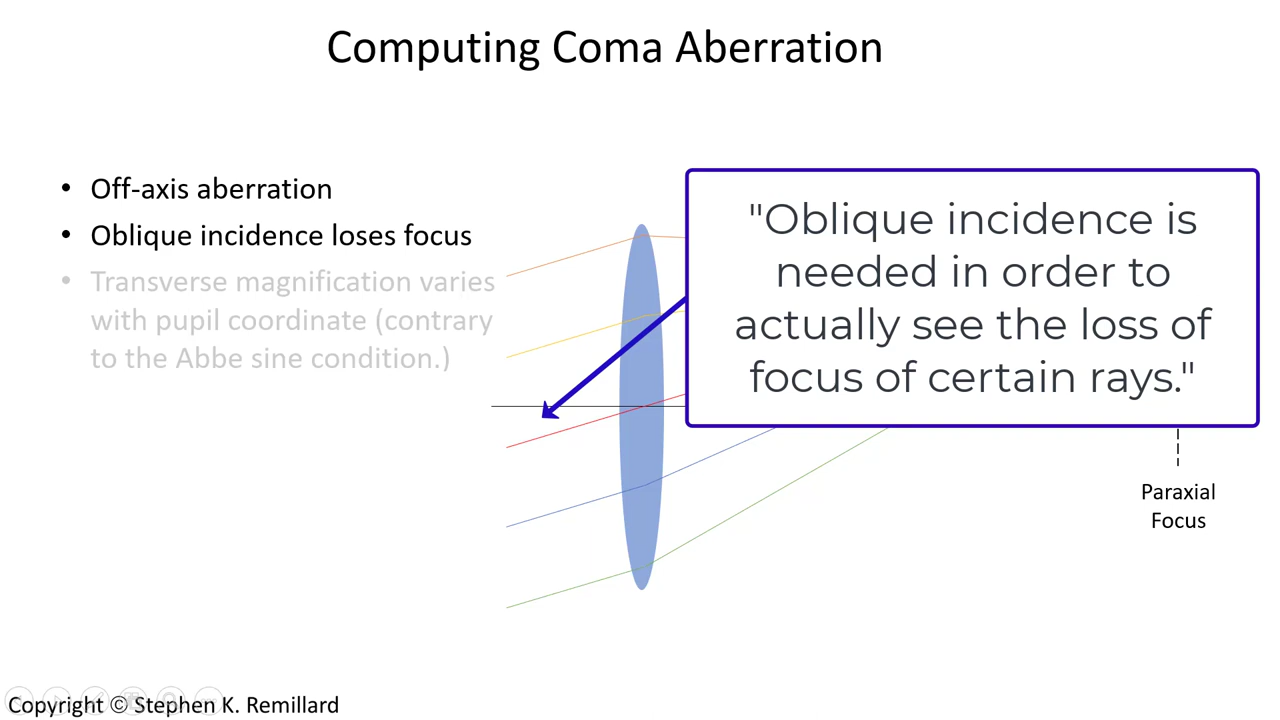 Computing Coma Aberration
• Off-axis aberration
• Oblique incidence loses focus
• Transverse magnification varies
with pupil coordinate (contrary
to the Abbe sine condition.)
"Oblique incidence is
needed in order to
actually see the loss of
focus of certain rays."
Paraxial
Focus
Copyright © Stephen K. Remillard